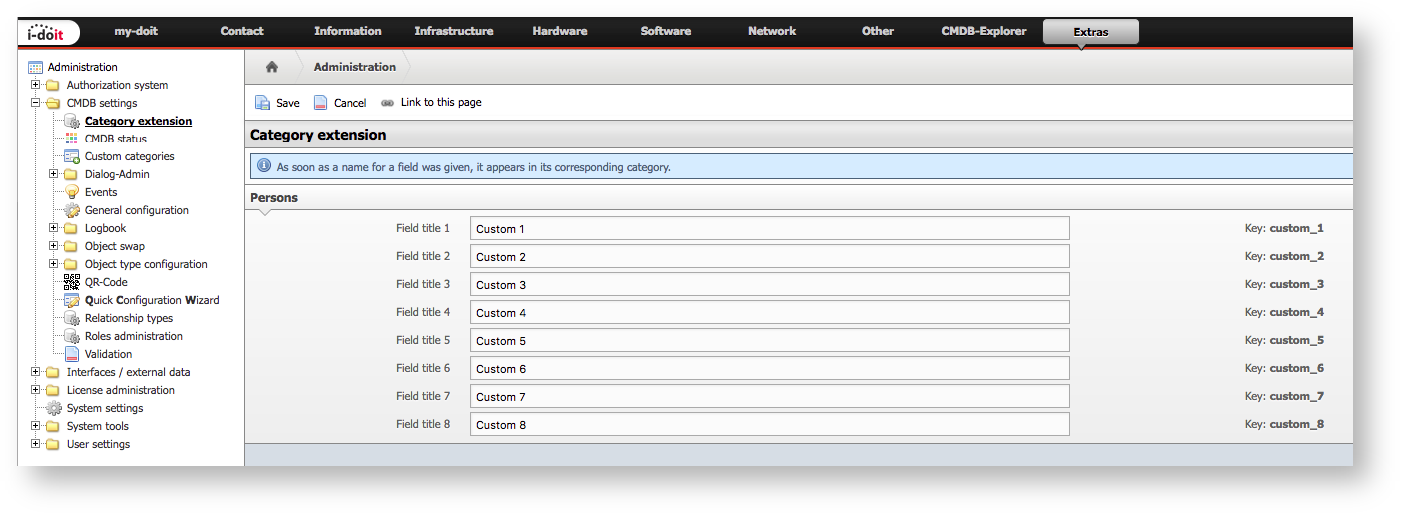 i-doit my-doit Contact Information Infrastructure Hardware Software Network Other CMDB-Explorer Extras
Administration
Authorization system
CMDB settings
Category extension
CMDB status
Custom categories
Dialog-Admin
Events
General configuration
Logbook
Object swap
Object type configuration
QR-Code
Quick Configuration Wizard
Relationship types
Roles administration
Validation
Interfaces / external data
License administration
System settings
System tools
User settings
Administration
Save Cancel Link to this page
Category extension
As soon as a name for a field was given, it appears in its corresponding category.
Persons
Field title 1 Custom 1 Key: custom_1
Field title 2 Custom 2 Key: custom_2
Field title 3 Custom 3 Key: custom_3
Field title 4 Custom 4 Key: custom_4
Field title 5 Custom 5 Key: custom_5
Field title 6 Custom 6 Key: custom_6
Field title 7 Custom 7 Key: custom_7
Field title 8 Custom 8 Key: custom_8